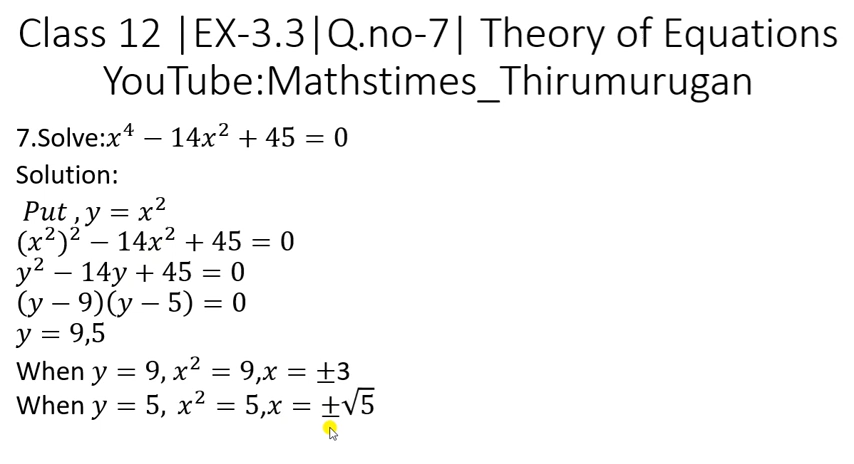 Class 12 |EX-3.3|Q.no-7| Theory of Equations
YouTube:Mathstimes_Thirumurugan
7.Solve:x⁴ − 14x² + 45 = 0
Solution:
Put , y = x²
(x²)² − 14x² + 45 = 0
y² − 14y + 45 = 0
(y − 9)(y − 5) = 0
y = 9,5
When y = 9, x² = 9,x = ±3
When y = 5, x² = 5,x = ±√5